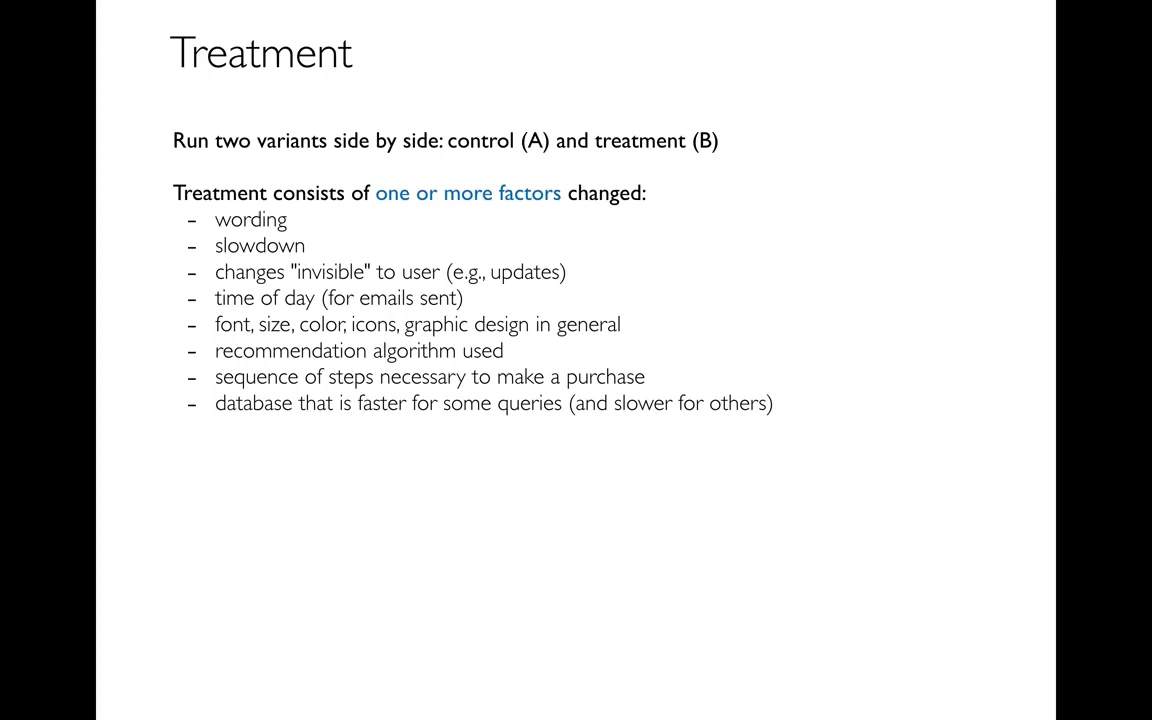 Treatment
Run two variants side by side: control (A) and treatment (B)
Treatment consists of one or more factors changed:
- wording
- slowdown
- changes "invisible" to user (e.g., updates)
- time of day (for emails sent)
- font, size, color, icons, graphic design in general
- recommendation algorithm used
- sequence of steps necessary to make a purchase
- database that is faster for some queries (and slower for others)